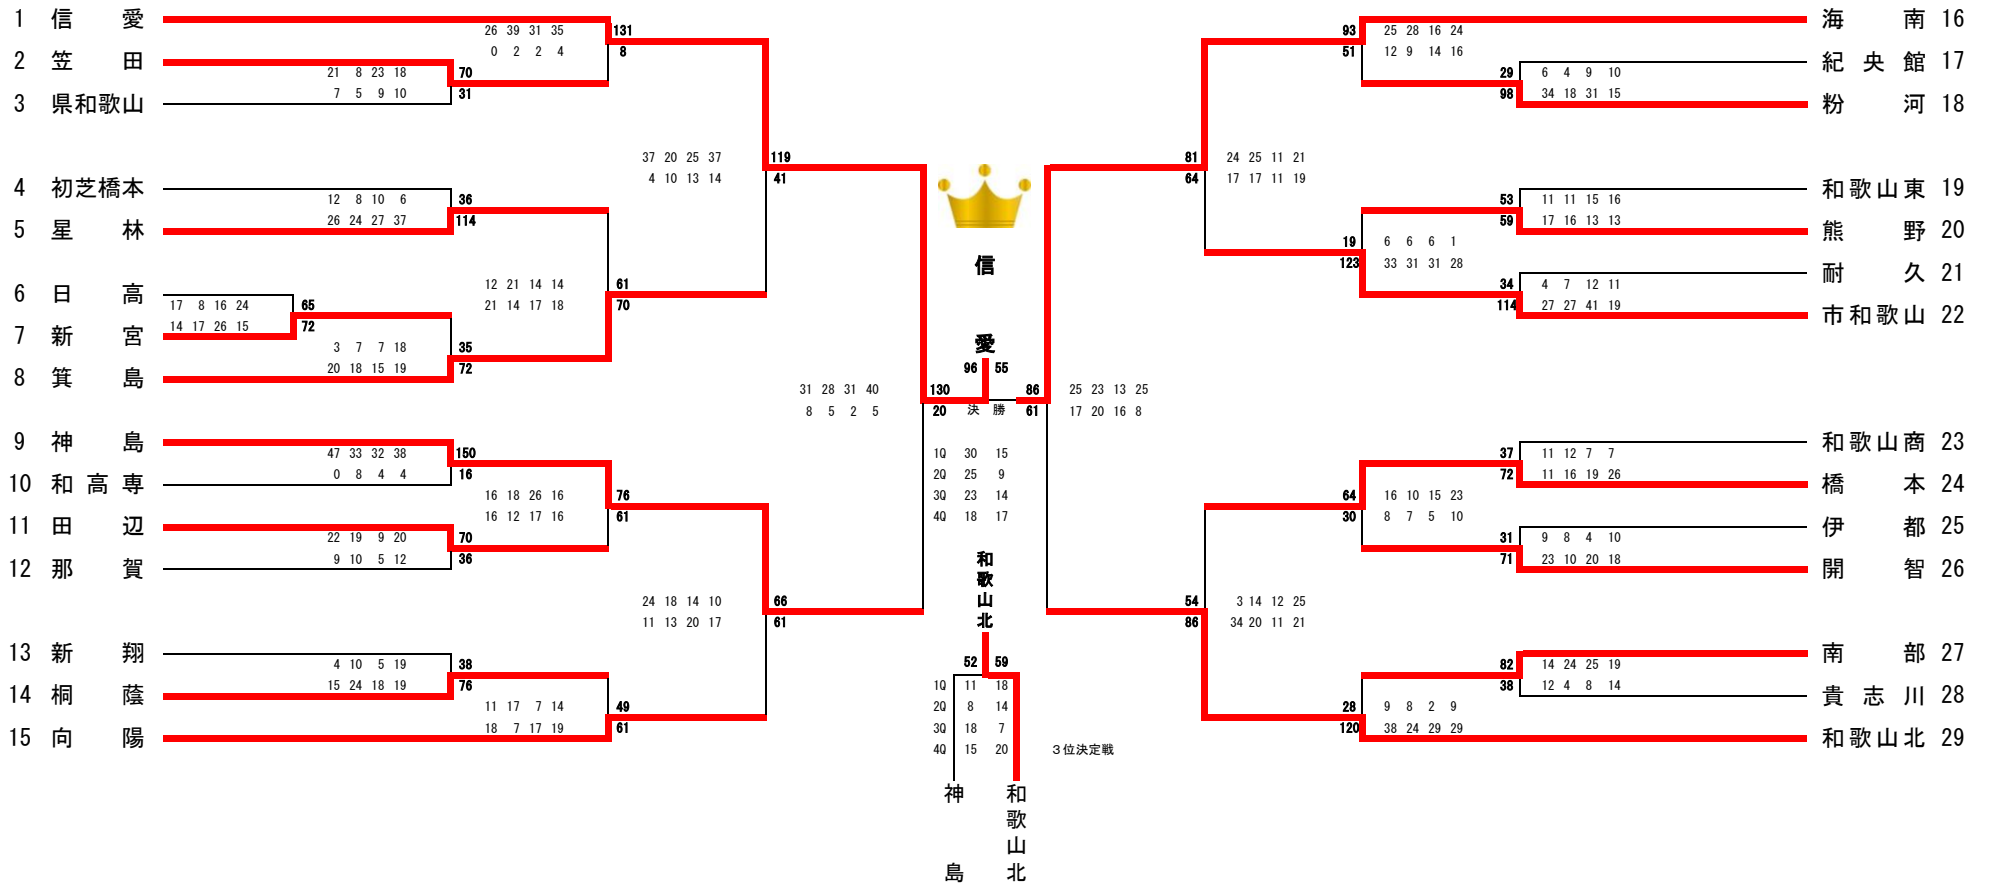 1 信愛
26 39 31 35 131
0 2 2 4 8
2 笠田
21 8 23 18 70
7 5 9 10 31
3 県和歌山
37 20 25 37 119
4 10 13 14 41
4 初芝橋本
12 8 10 6 36
26 24 27 37 114
5 星林
12 21 14 14 61
21 14 17 18 70
6 日高
17 8 16 24 65
14 17 26 15 72
7 新宮
3 7 7 18 35
20 18 15 19 72
8 箕島
31 28 31 40 130
8 5 2 5 20
9 神島
47 33 32 38 150
0 8 4 4 16
10 和高専
16 18 26 16 76
16 12 17 16 61
11 田辺
22 19 9 20 70
9 10 5 12 36
12 那賀
24 18 14 10 66
11 13 20 17 61
13 新翔
4 10 5 19 38
15 24 18 19 76
14 桐蔭
11 17 7 14 49
18 7 17 19 61
15 向陽
信愛
96 55
決勝
1Q 30 15
2Q 25 9
3Q 23 14
4Q 18 17
和歌山北
52 59
1Q 11 18
2Q 8 14
3Q 18 7
4Q 15 20
３位決定戦
神島
和歌山北
海南 16
93 25 28 16 24
51 12 9 14 16
紀央館 17
29 6 4 9 10
98 34 18 31 15
粉河 18
81 24 25 11 21
64 17 17 11 19
和歌山東 19
53 11 11 15 16
59 17 16 13 13
熊野 20
19 6 6 6 1
123 33 31 31 28
耐久 21
34 4 7 12 11
114 27 27 41 19
市和歌山 22
86 25 23 13 25
61 17 20 16 8
和歌山商 23
37 11 12 7 7
72 11 16 19 26
橋本 24
64 16 10 15 23
30 8 7 5 10
伊都 25
31 9 8 4 10
71 23 10 20 18
開智 26
54 3 14 12 25
86 34 20 11 21
南部 27
82 14 24 25 19
38 12 4 8 14
貴志川 28
28 9 8 2 9
120 38 24 29 29
和歌山北 29